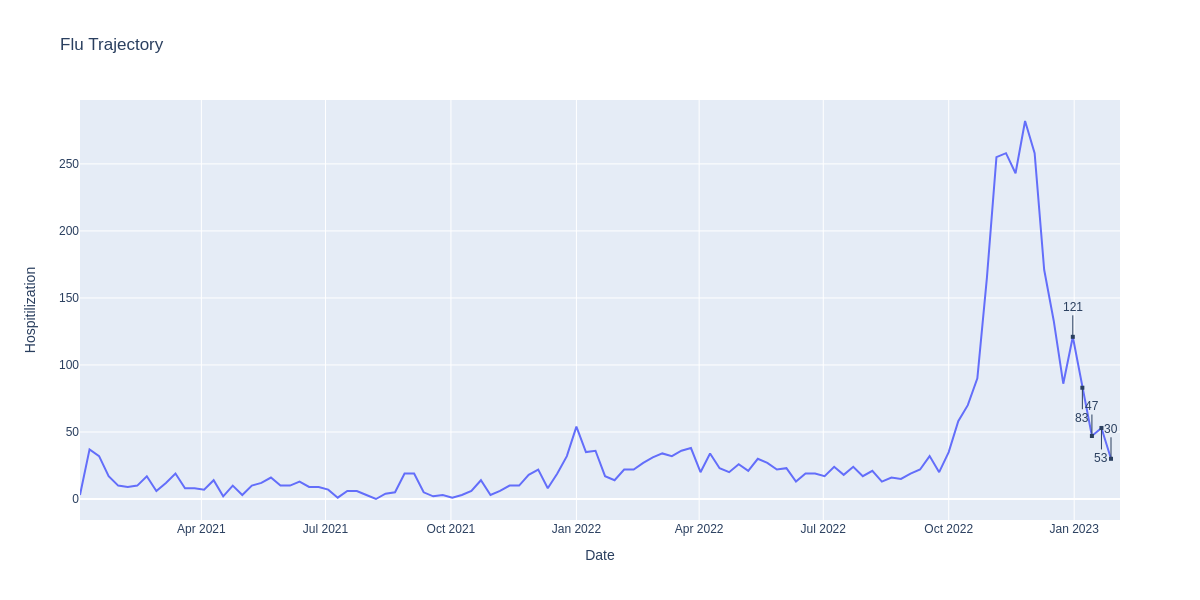 Flu Trajectory
Hospitilization
250
200
150
100
50
0
121
83
47
53
30
Apr 2021
Jul 2021
Oct 2021
Jan 2022
Apr 2022
Jul 2022
Oct 2022
Jan 2023
Date